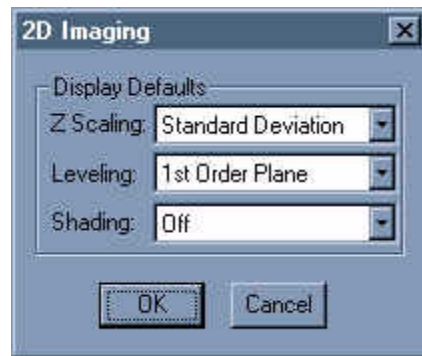 2D Imaging
Display Defaults
Z Scaling: Standard Deviation
Leveling: 1st Order Plane
Shading: Off
OK Cancel